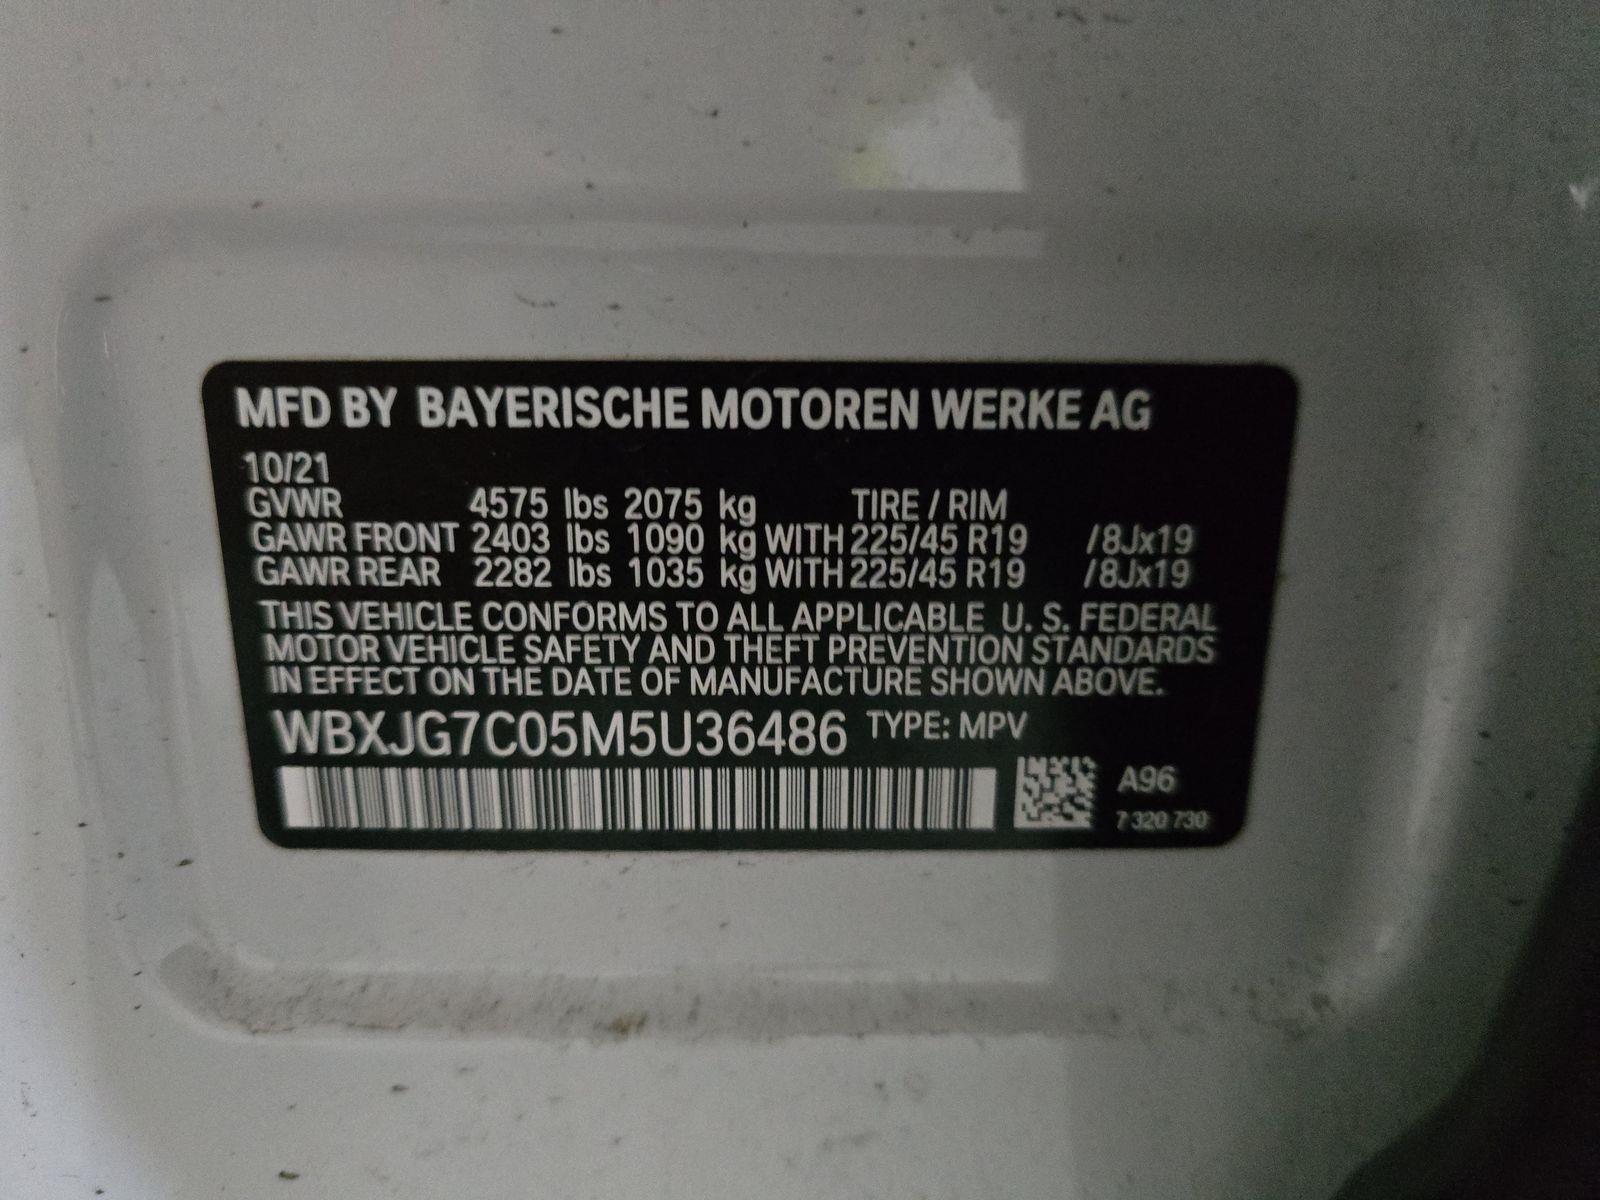 MFD BY BAYERISCHE MOTOREN WERKE AG
10/21
GVWR 4575 lbs 2075 kg TIRE / RIM
GAWR FRONT 2403 lbs 1090 kg WITH 225/45 R19 /8Jx19
GAWR REAR 2282 lbs 1035 kg WITH 225/45 R19 /8Jx19
THIS VEHICLE CONFORMS TO ALL APPLICABLE U. S. FEDERAL
MOTOR VEHICLE SAFETY AND THEFT PREVENTION STANDARDS
IN EFFECT ON THE DATE OF MANUFACTURE SHOWN ABOVE.
WBXJG7C05M5U36486 TYPE: MPV
A96
7 320 730